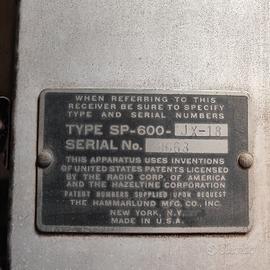 WHEN REFERRING TO THIS
RECEIVER BE SURE TO SPECIFY
TYPE AND SERIAL NUMBERS
TYPE SP-600-JX-18
SERIAL No.
THIS APPARATUS USES INVENTIONS
OF UNITED STATES PATENTS LICENSED
BY THE RADIO CORP. OF AMERICA
AND THE HAZELTINE CORPORATION
PATENT NUMBERS SUPPLIED UPON REQUEST
THE HAMMARLUND MFG. CO., INC.
NEW YORK, N.Y.
MADE IN U.S.A.